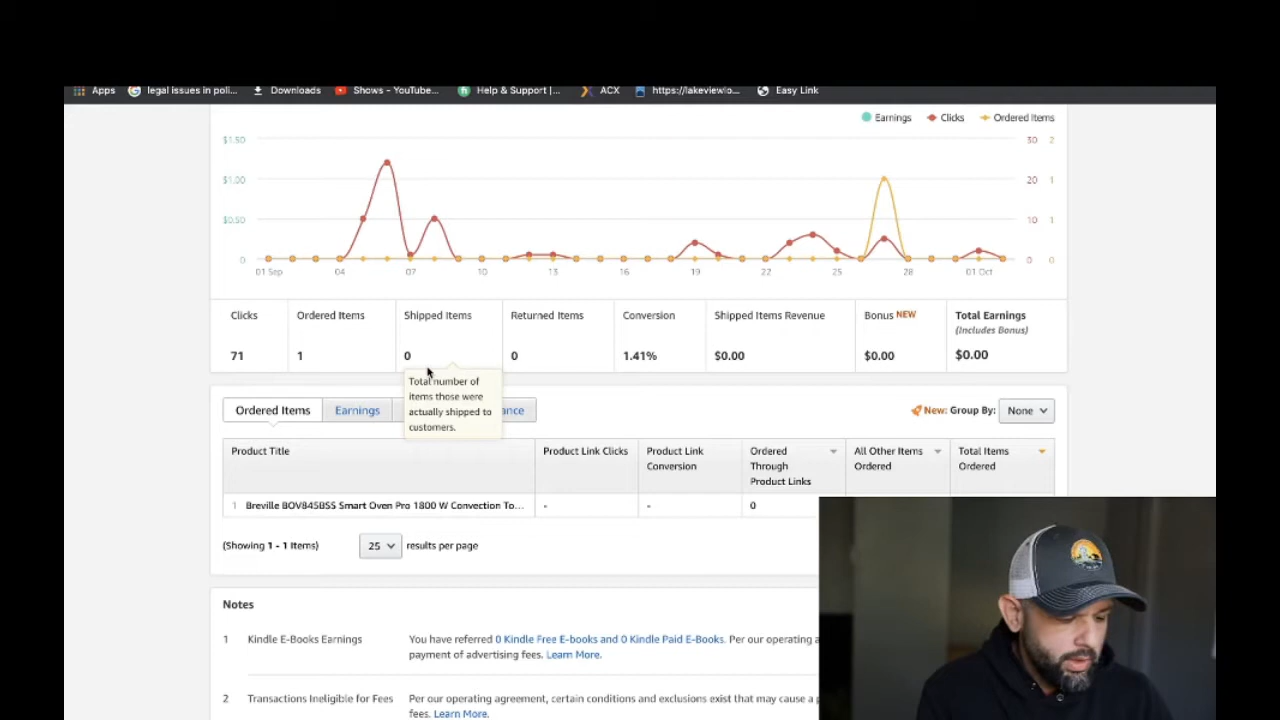 Apps legal issues in poli... Downloads Shows - YouTube... Help & Support |... ACX https://lakeviewlo... Easy Link
Earnings Clicks Ordered Items
$1.50 30 2
$1.00 20 1
$0.50 10 1
0 0 0
01 Sep 04 07 10 13 16 19 22 25 28 01 Oct
Clicks Ordered Items Shipped Items Returned Items Conversion Shipped Items Revenue Bonus NEW Total Earnings
(Includes Bonus)
71 1 0 0 1.41% $0.00 $0.00 $0.00
Total number of
items those were
actually shipped to
customers.
Ordered Items Earnings ance New: Group By: None
Product Title Product Link Clicks Product Link Ordered All Other Items Total Items
Conversion Through Ordered Ordered
Product Links
1 Breville BOV845BSS Smart Oven Pro 1800 W Convection To... - - 0
(Showing 1 - 1 Items) 25 results per page
Notes
1 Kindle E-Books Earnings You have referred 0 Kindle Free E-books and 0 Kindle Paid E-Books. Per our operating a
payment of advertising fees. Learn More.
2 Transactions Ineligible for Fees Per our operating agreement, certain conditions and exclusions exist that may cause a p
fees. Learn More.